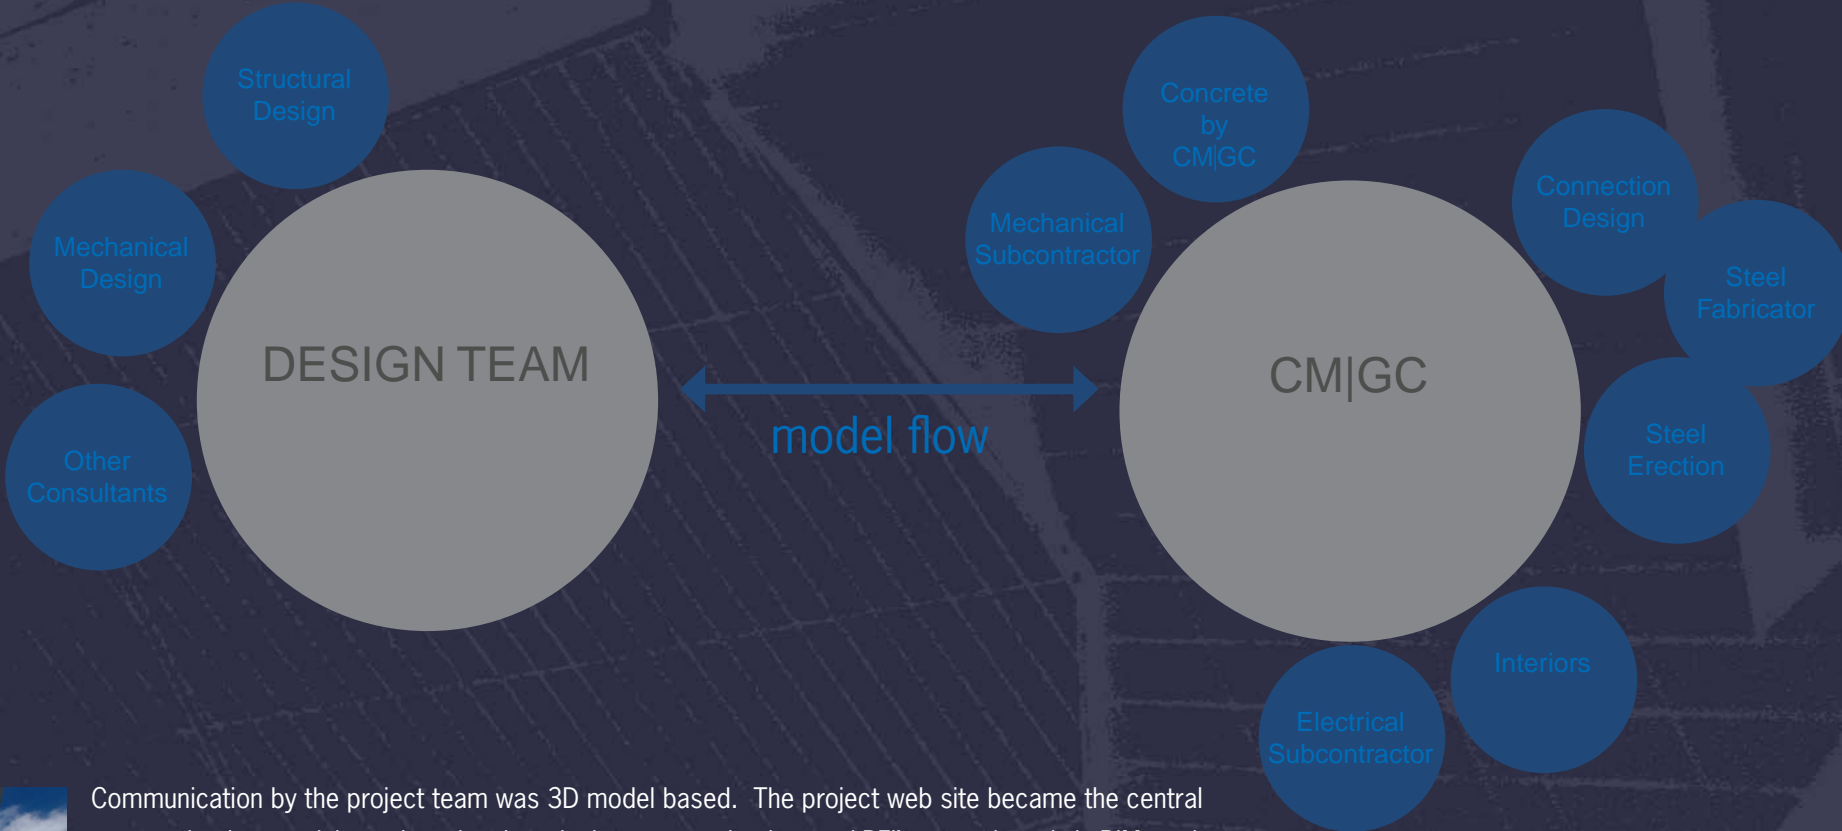 Structural
Design
Mechanical
Design
Other
Consultants
DESIGN TEAM
model flow
Concrete
by
CM|GC
Mechanical
Subcontractor
CM|GC
Connection
Design
Steel
Fabricator
Steel
Erection
Interiors
Electrical
Subcontractor
Communication by the project team was 3D model based.  The project web site became the central